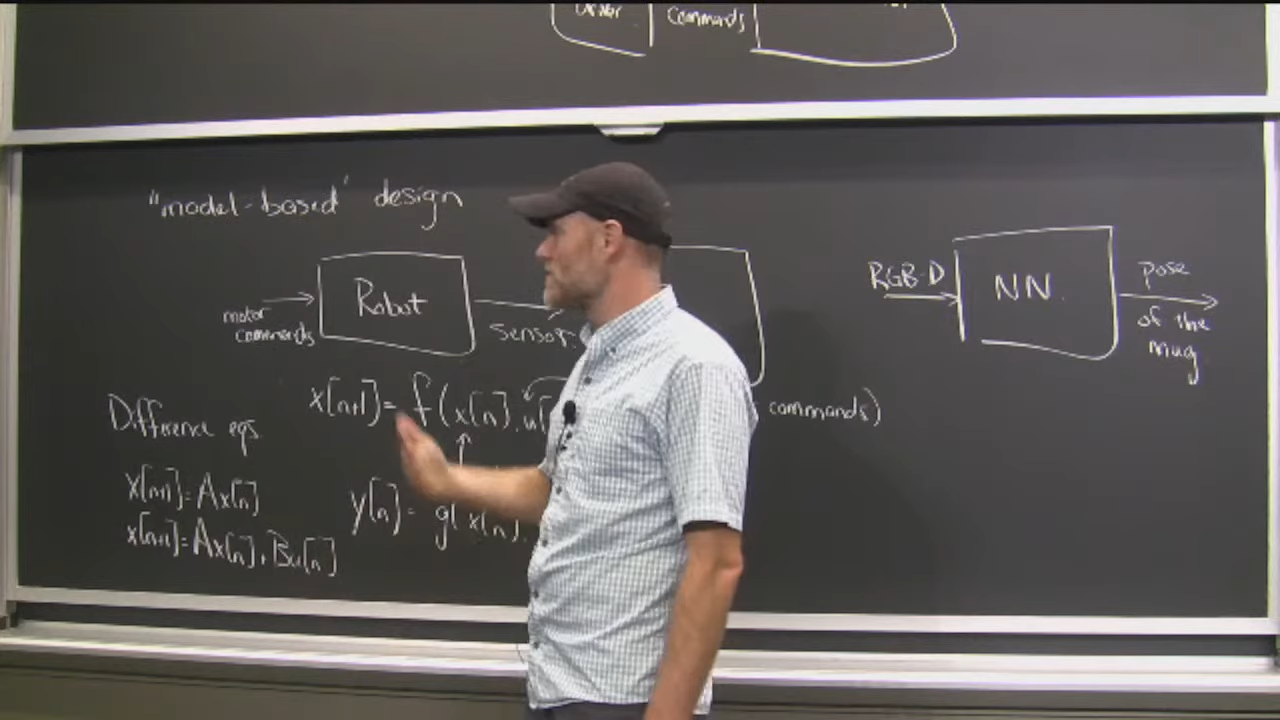 commands
"model-based" design
Robot
motor
commands
sensor
RGB-D
NN.
pose
of the
mug
x[n+1] = f(x[n], u[
commands)
Difference eqs.
x[n+1] = Ax[n]
x[n+1] = Ax[n] + Bu[n]
y[n] = g( x[n],